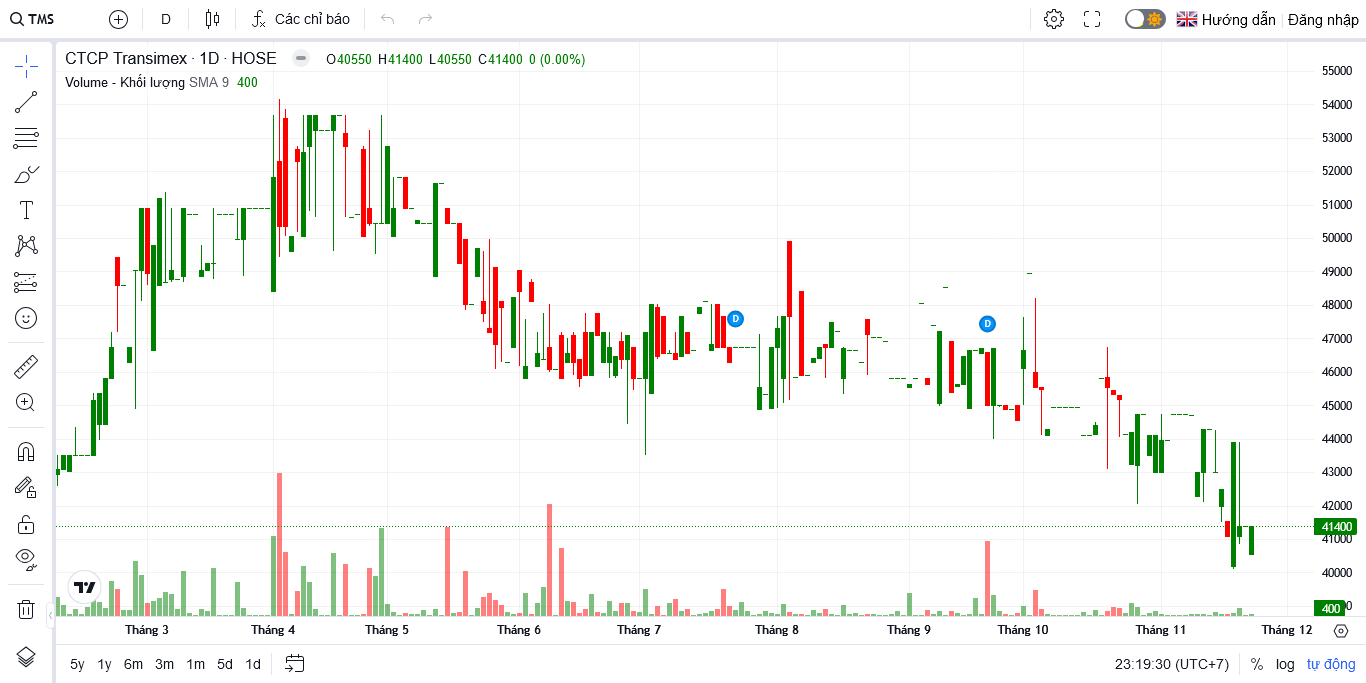 TMS D Các chỉ báo Hướng dẫn Đăng nhập
CTCP Transimex · 1D · HOSE O40550 H41400 L40550 C41400 0 (0.00%)
Volume - Khối lượng SMA 9 400
55000
54000
53000
52000
51000
50000
49000
48000
47000
46000
45000
44000
43000
42000
41400
41000
40000
400
D
D
Tháng 3 Tháng 4 Tháng 5 Tháng 6 Tháng 7 Tháng 8 Tháng 9 Tháng 10 Tháng 11 Tháng 12
5y 1y 6m 3m 1m 5d 1d 23:19:30 (UTC+7) % log tự động